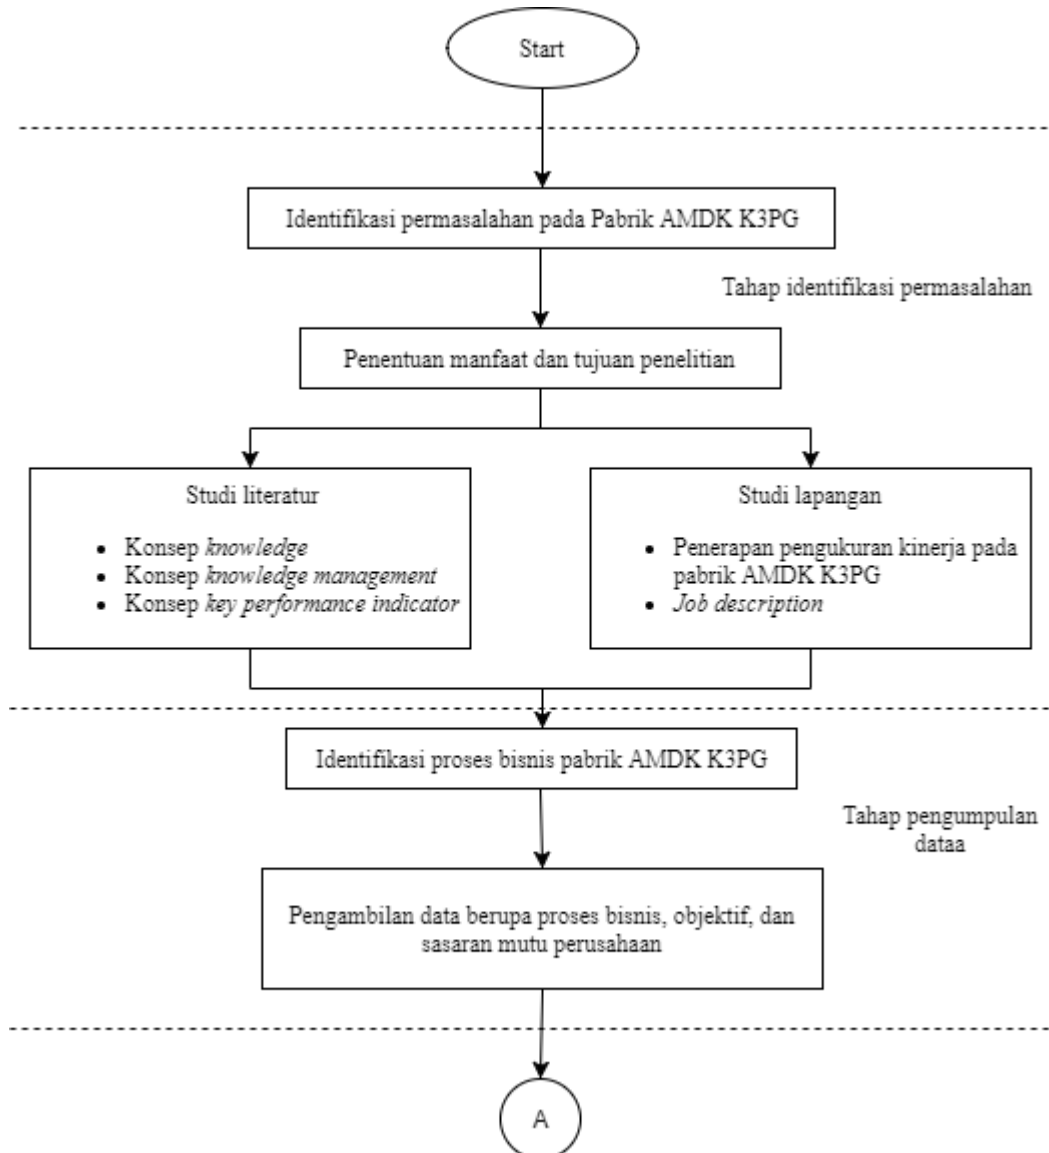 Start
Identifikasi permasalahan pada Pabrik AMDK K3PG
Tahap identifikasi permasalahan
Penentuan manfaat dan tujuan penelitian
Studi literatur
• Konsep knowledge
• Konsep knowledge management
• Konsep key performance indicator
Studi lapangan
• Penerapan pengukuran kinerja pada
pabrik AMDK K3PG
• Job description
Identifikasi proses bisnis pabrik AMDK K3PG
Tahap pengumpulan
dataa
Pengambilan data berupa proses bisnis, objektif, dan
sasaran mutu perusahaan
A